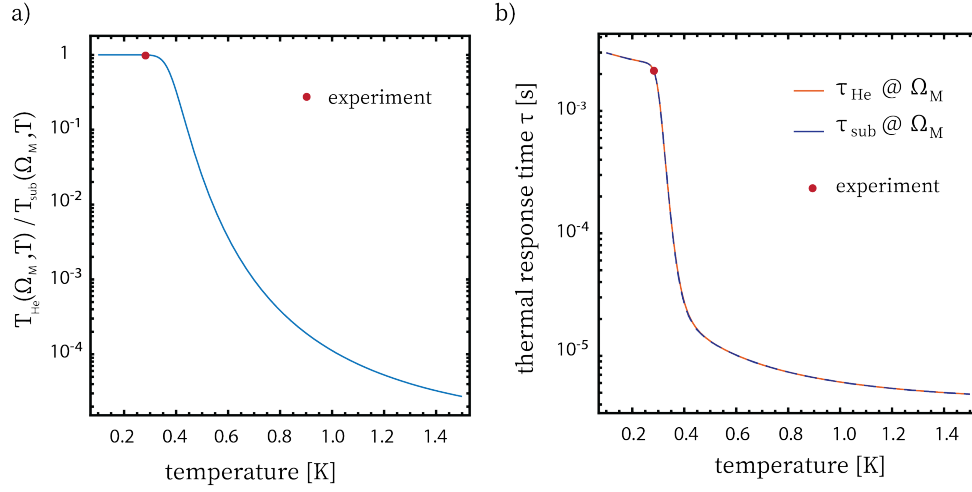 a)
T_He(Ω_M,T) / T_sub(Ω_M,T)
1
10^-1
10^-2
10^-3
10^-4
experiment
0.2 0.4 0.6 0.8 1.0 1.2 1.4
temperature [K]
b)
thermal response time τ [s]
10^-3
10^-4
10^-5
τ_He @ Ω_M
τ_sub @ Ω_M
experiment
0.2 0.4 0.6 0.8 1.0 1.2 1.4
temperature [K]